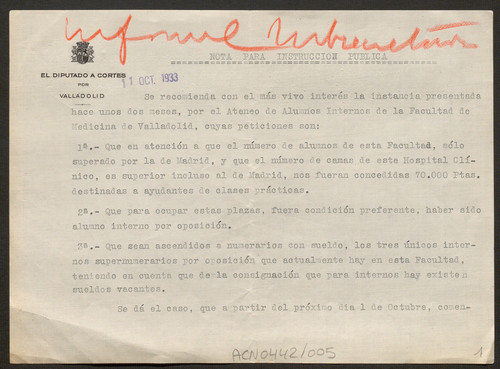 Informe Subsecretaría
NOTA PARA INSTRUCCION PUBLICA
EL DIPUTADO A CORTES
POR
VALLADOLID
11 OCT. 1933
Se recomienda con el más vivo interés la instancia presentada
hace unos dos meses, por el Ateneo de Alumnos Internos de la Facultad de
Medicina de Valladolid, cuyas peticiones son:
1ª.- Que en atención a que el número de alumnos de esta Facultad, sólo
superado por la de Madrid, y que el número de camas de este Hospital Clí-
nico, es superior incluso al de Madrid, nos fueran concedidas 70.000 Ptas.
destinadas a ayudantes de clases prácticas.
2ª.- Que para ocupar estas plazas, fuera condición preferente, haber sido
alumno interno por oposición.
3ª.- Que sean ascendidos a numerarios con sueldo, los tres únicos inter-
nos supernumerarios por oposición que actualmente hay en esta Facultad,
teniendo en cuenta que de la consignación que para internos hay existen
sueldos vacantes.
Se dá el caso, que a partir del próximo dia 1 de Octubre, comen-
ACN0442/005
1